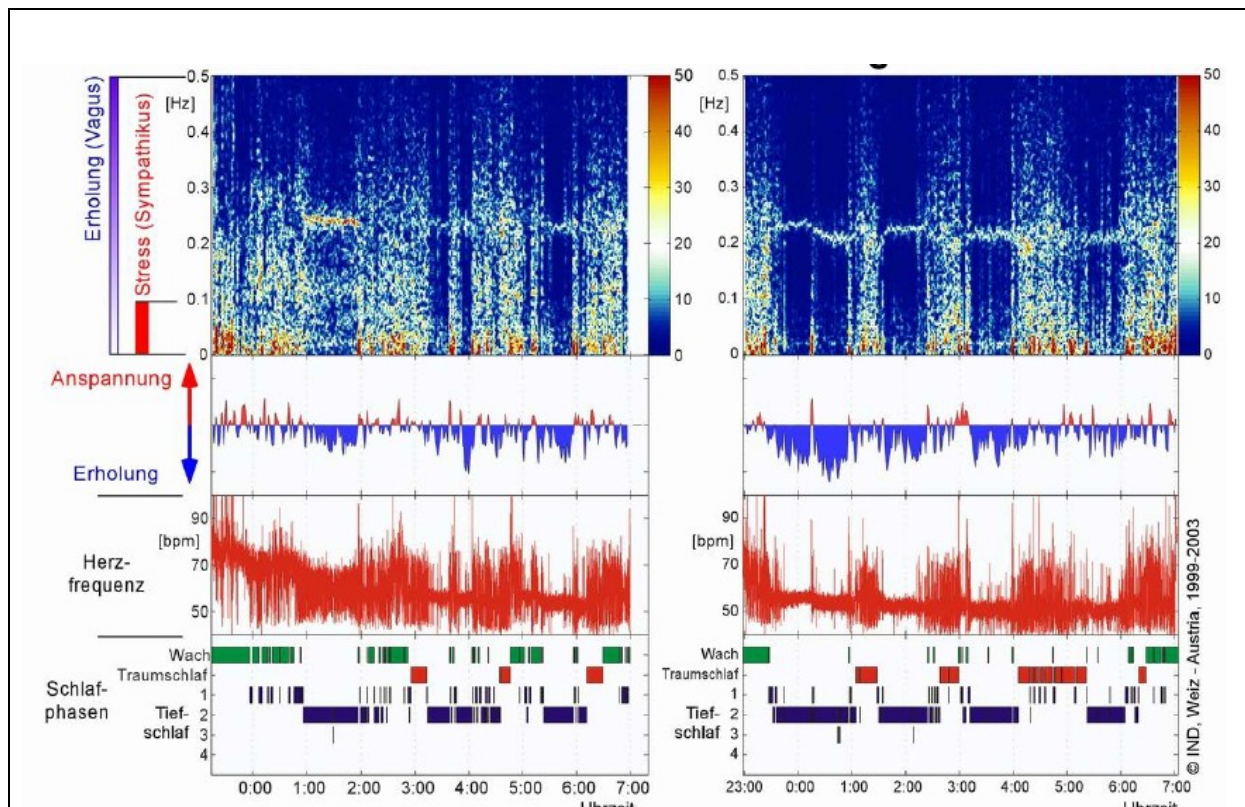 Erholung (Vagus)
Stress (Sympathikus)
0.5
[Hz]
0.4
0.3
0.2
0.1
0
50
40
30
20
10
0
0.5
[Hz]
0.4
0.3
0.2
0.1
0
50
40
30
20
10
0
Anspannung
Erholung
Herz-
frequenz
90
[bpm]
70
50
90
[bpm]
70
50
Schlaf-
phasen
Wach
Traumschlaf
1
Tief- 2
schlaf 3
4
0:00 1:00 2:00 3:00 4:00 5:00 6:00 7:00
Wach
Traumschlaf
1
Tief- 2
schlaf 3
4
23:00 0:00 1:00 2:00 3:00 4:00 5:00 6:00 7:00
Uhrzeit
Uhrzeit
© IND, Weiz - Austria, 1999-2003